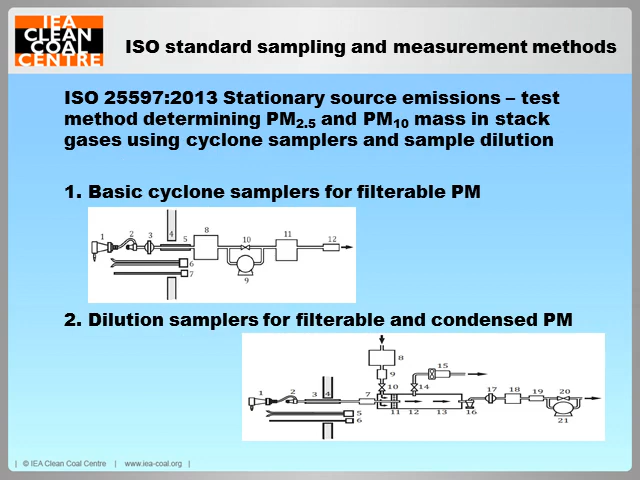 IEA
CLEAN
COAL
CENTRE
ISO standard sampling and measurement methods
ISO 25597:2013 Stationary source emissions – test
method determining PM2.5 and PM10 mass in stack
gases using cyclone samplers and sample dilution
1. Basic cyclone samplers for filterable PM
1 2 3 4 5 8 10 11 12
6
7
9
2. Dilution samplers for filterable and condensed PM
8
9 15
1 2 3 4 7 10 14 17 18 19 20
5 11 12 13 16
6 21
| © IEA Clean Coal Centre | www.iea-coal.org |